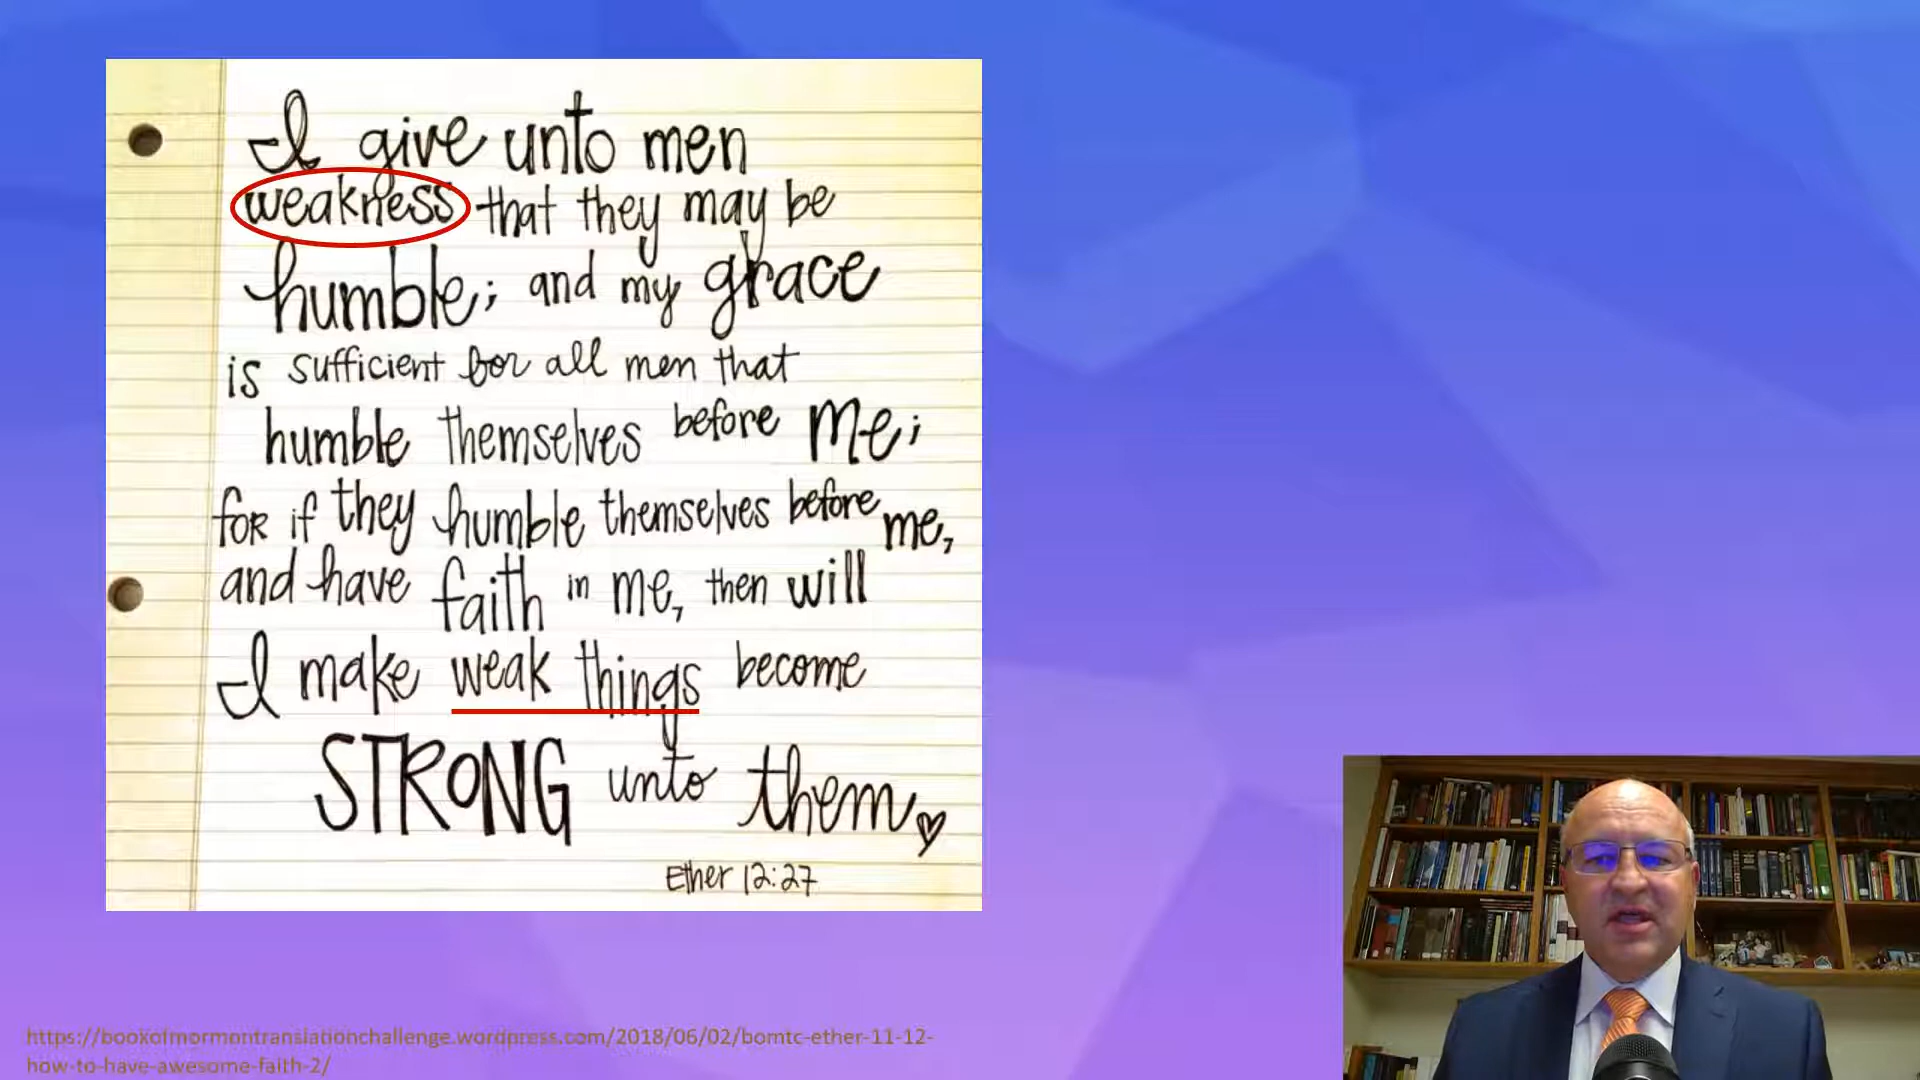 I give unto men
weakness that they may be
humble; and my grace
is sufficient for all men that
humble themselves before me;
for if they humble themselves before me,
and have faith in me, then will
I make weak things become
STRONG unto them
Ether 12:27
https://bookofmormontranslationchallenge.wordpress.com/2018/06/02/bomtc-ether-11-12-
how-to-have-awesome-faith-2/